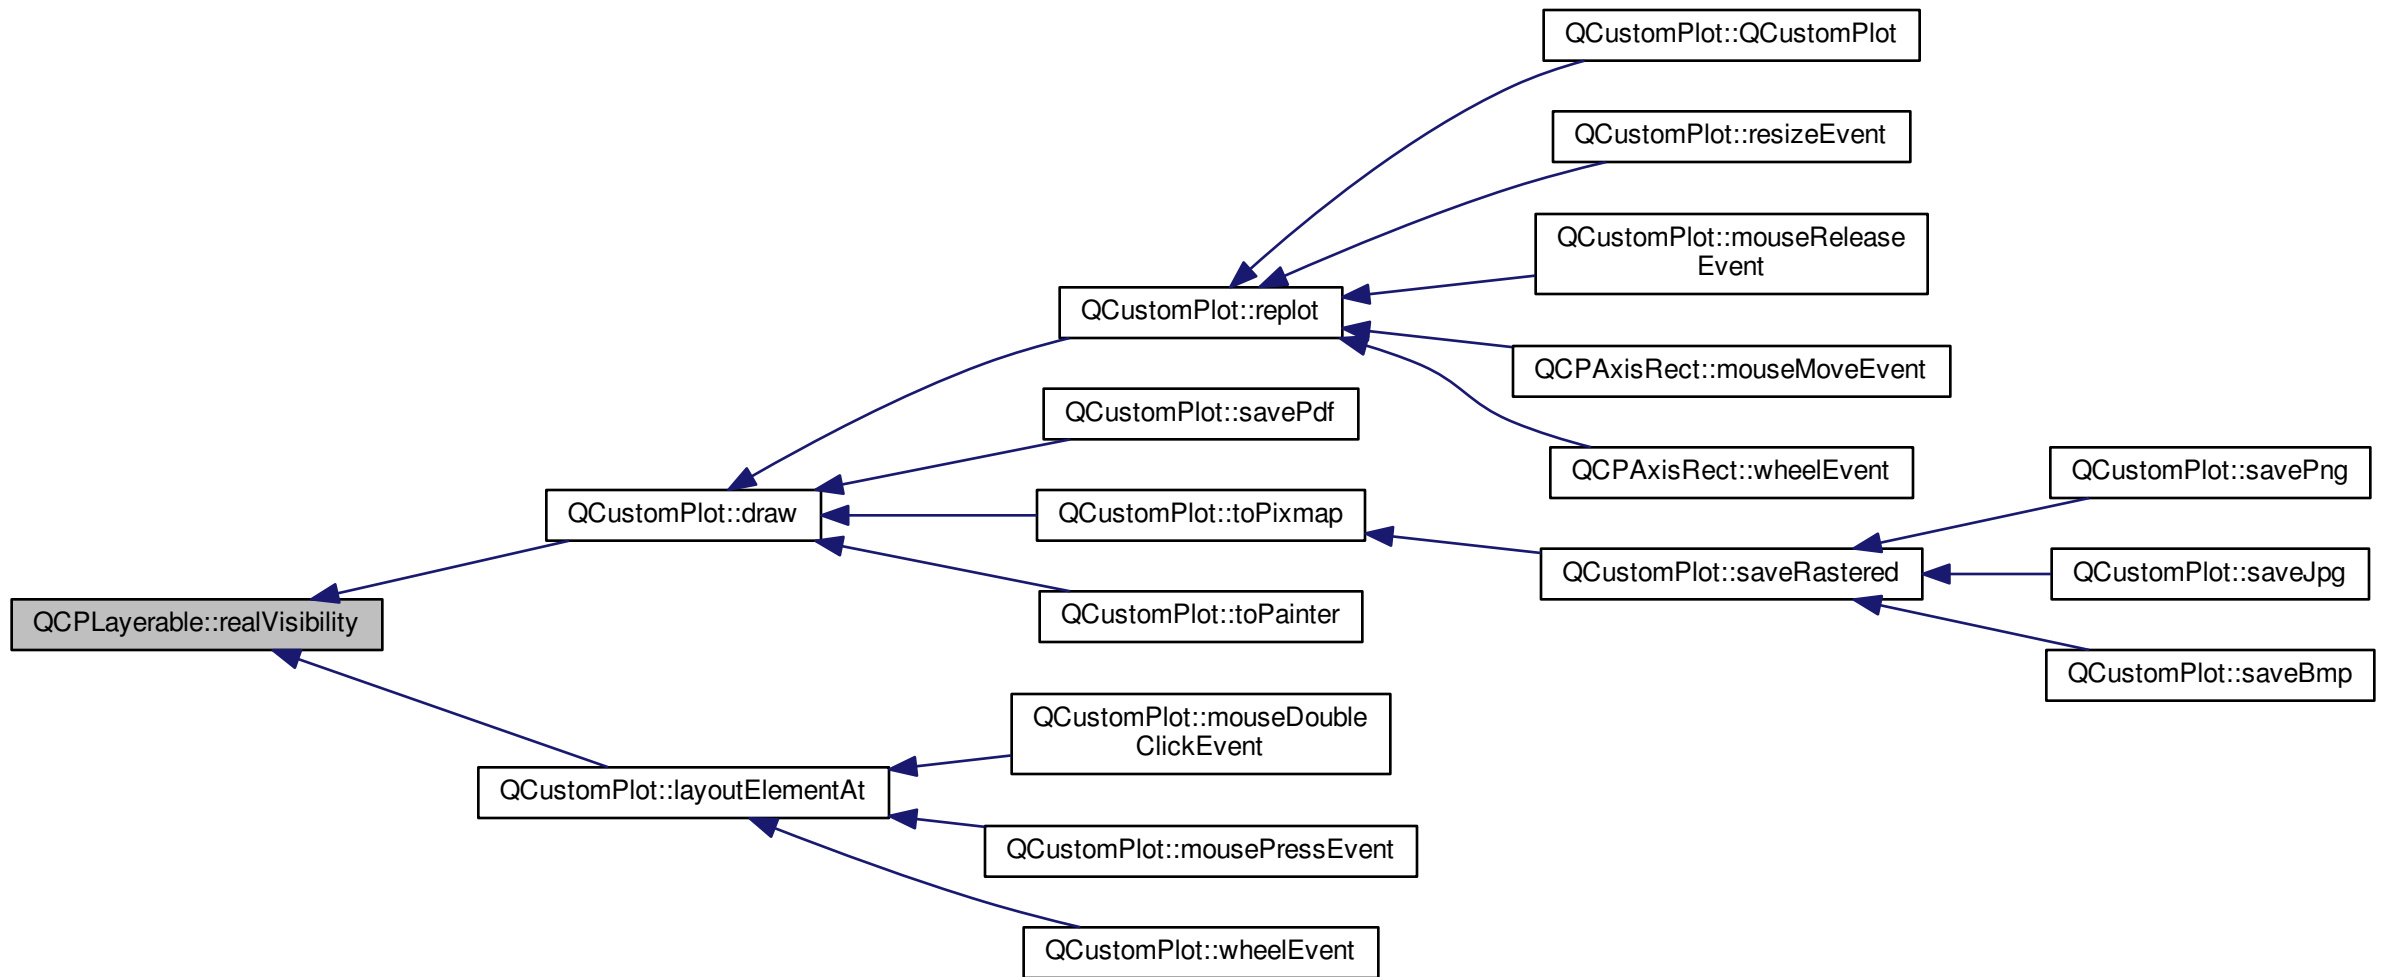 QCustomPlot::QCustomPlot
QCustomPlot::resizeEvent
QCustomPlot::mouseRelease
Event
QCustomPlot::replot
QCPAxisRect::mouseMoveEvent
QCustomPlot::savePdf
QCPAxisRect::wheelEvent
QCustomPlot::savePng
QCustomPlot::draw
QCustomPlot::toPixmap
QCustomPlot::saveRastered
QCustomPlot::saveJpg
QCPLayerable::realVisibility
QCustomPlot::toPainter
QCustomPlot::saveBmp
QCustomPlot::mouseDouble
ClickEvent
QCustomPlot::layoutElementAt
QCustomPlot::mousePressEvent
QCustomPlot::wheelEvent